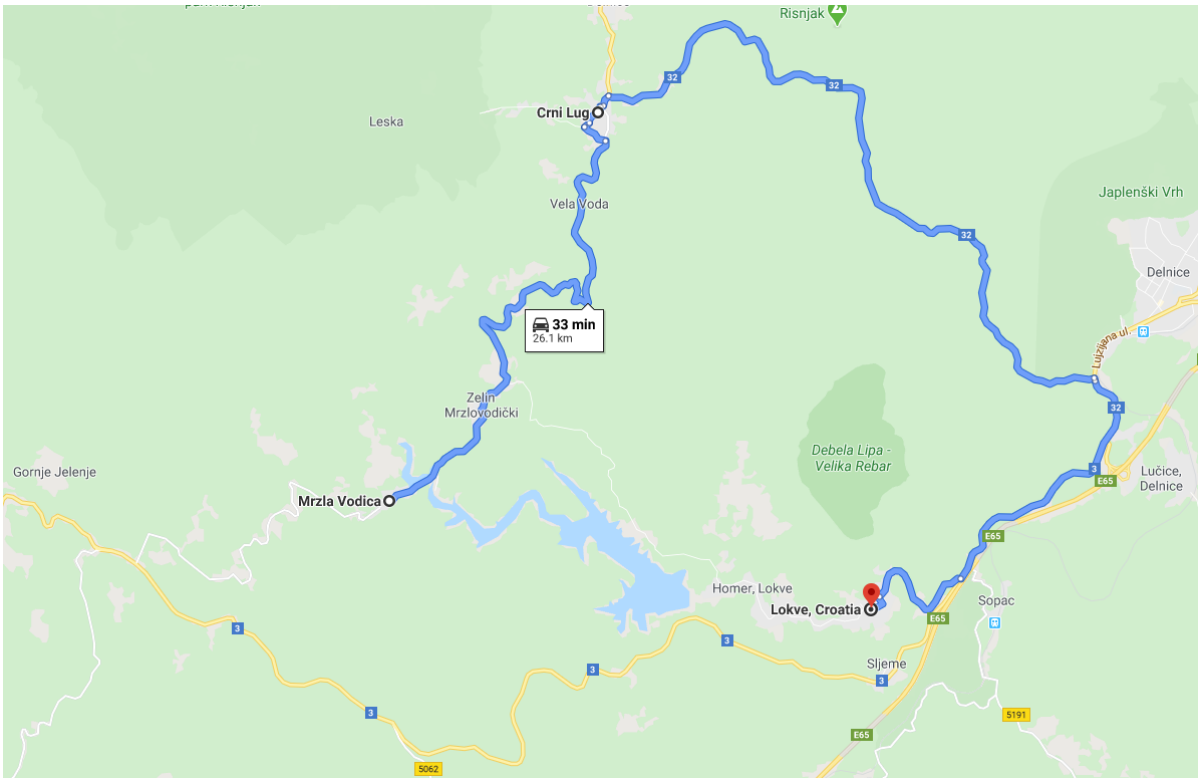 Risnjak
32
32
Crni Lug
Leska
Japlenški Vrh
Vela Voda
32
Delnice
33 min
26.1 km
Lujzijana ul.
Zelin
Mrzlovodički
32
Debela Lipa -
Velika Rebar
Gornje Jelenje
3
E65
Lučice,
Delnice
Mrzla Vodica
E65
Homer, Lokve
Lokve, Croatia
Sopac
E65
3
3
Sljeme
3
3
3
5191
E65
5062